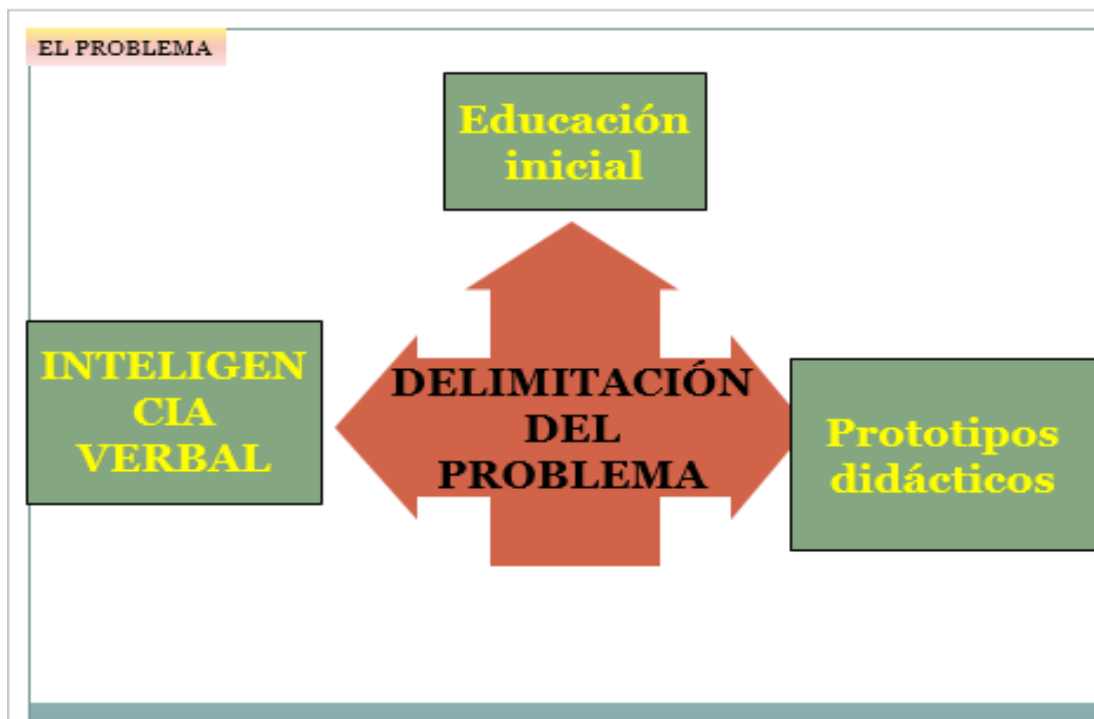 EL PROBLEMA
Educación
inicial
INTELIGEN
CIA
VERBAL
DELIMITACIÓN
DEL
PROBLEMA
Prototipos
didácticos